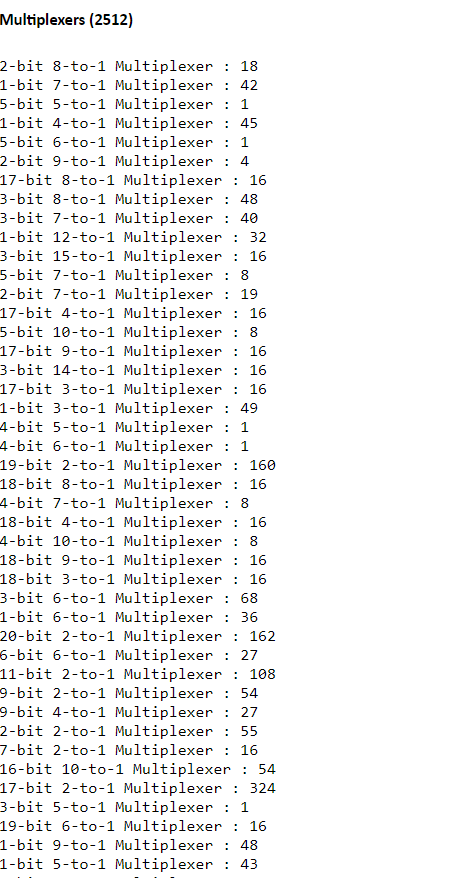 Multiplexers (2512)
2-bit 8-to-1 Multiplexer : 18
1-bit 7-to-1 Multiplexer : 42
5-bit 5-to-1 Multiplexer : 1
1-bit 4-to-1 Multiplexer : 45
5-bit 6-to-1 Multiplexer : 1
2-bit 9-to-1 Multiplexer : 4
17-bit 8-to-1 Multiplexer : 16
3-bit 8-to-1 Multiplexer : 48
3-bit 7-to-1 Multiplexer : 40
1-bit 12-to-1 Multiplexer : 32
3-bit 15-to-1 Multiplexer : 16
5-bit 7-to-1 Multiplexer : 8
2-bit 7-to-1 Multiplexer : 19
17-bit 4-to-1 Multiplexer : 16
5-bit 10-to-1 Multiplexer : 8
17-bit 9-to-1 Multiplexer : 16
3-bit 14-to-1 Multiplexer : 16
17-bit 3-to-1 Multiplexer : 16
1-bit 3-to-1 Multiplexer : 49
4-bit 5-to-1 Multiplexer : 1
4-bit 6-to-1 Multiplexer : 1
19-bit 2-to-1 Multiplexer : 160
18-bit 8-to-1 Multiplexer : 16
4-bit 7-to-1 Multiplexer : 8
18-bit 4-to-1 Multiplexer : 16
4-bit 10-to-1 Multiplexer : 8
18-bit 9-to-1 Multiplexer : 16
18-bit 3-to-1 Multiplexer : 16
3-bit 6-to-1 Multiplexer : 68
1-bit 6-to-1 Multiplexer : 36
20-bit 2-to-1 Multiplexer : 162
6-bit 6-to-1 Multiplexer : 27
11-bit 2-to-1 Multiplexer : 108
9-bit 2-to-1 Multiplexer : 54
9-bit 4-to-1 Multiplexer : 27
2-bit 2-to-1 Multiplexer : 55
7-bit 2-to-1 Multiplexer : 16
16-bit 10-to-1 Multiplexer : 54
17-bit 2-to-1 Multiplexer : 324
3-bit 5-to-1 Multiplexer : 1
19-bit 6-to-1 Multiplexer : 16
1-bit 9-to-1 Multiplexer : 48
1-bit 5-to-1 Multiplexer : 43